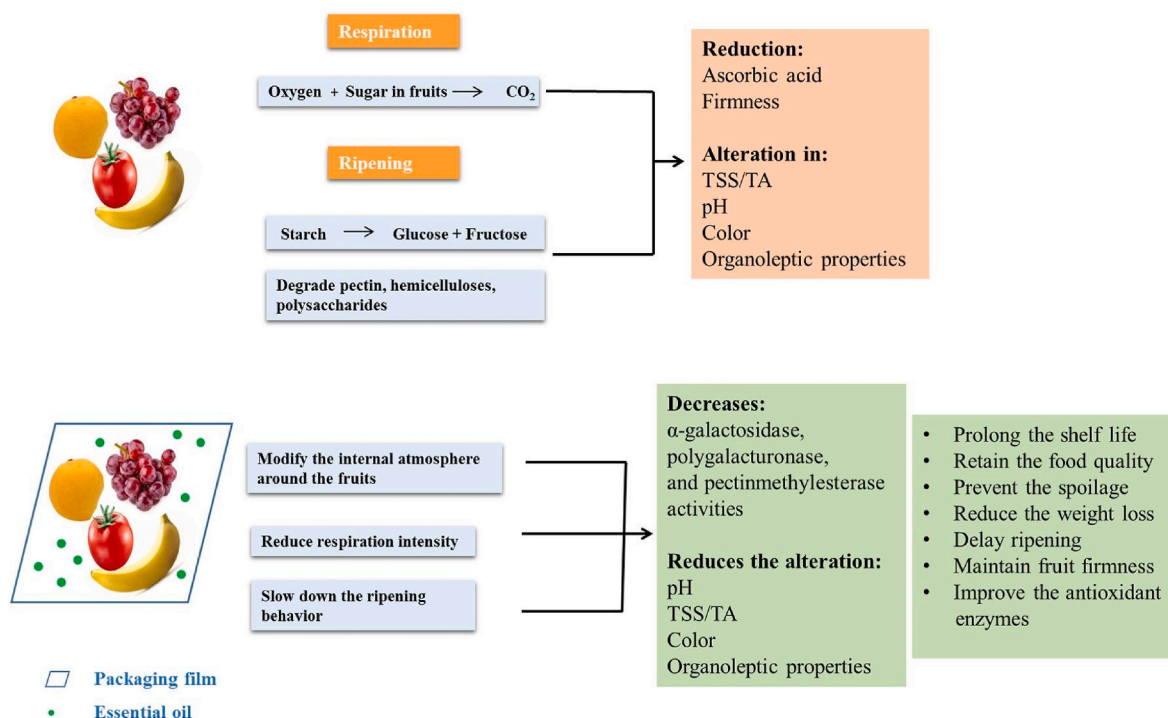 Respiration
Oxygen + Sugar in fruits → CO₂
Ripening
Starch → Glucose + Fructose
Degrade pectin, hemicelluloses,
polysaccharides
Reduction:
Ascorbic acid
Firmness
Alteration in:
TSS/TA
pH
Color
Organoleptic properties
Modify the internal atmosphere
around the fruits
Reduce respiration intensity
Slow down the ripening
behavior
Decreases:
α-galactosidase,
polygalacturonase,
and pectinmethylesterase
activities
Reduces the alteration:
pH
TSS/TA
Color
Organoleptic properties
• Prolong the shelf life
• Retain the food quality
• Prevent the spoilage
• Reduce the weight loss
• Delay ripening
• Maintain fruit firmness
• Improve the antioxidant
enzymes
Packaging film
Essential oil